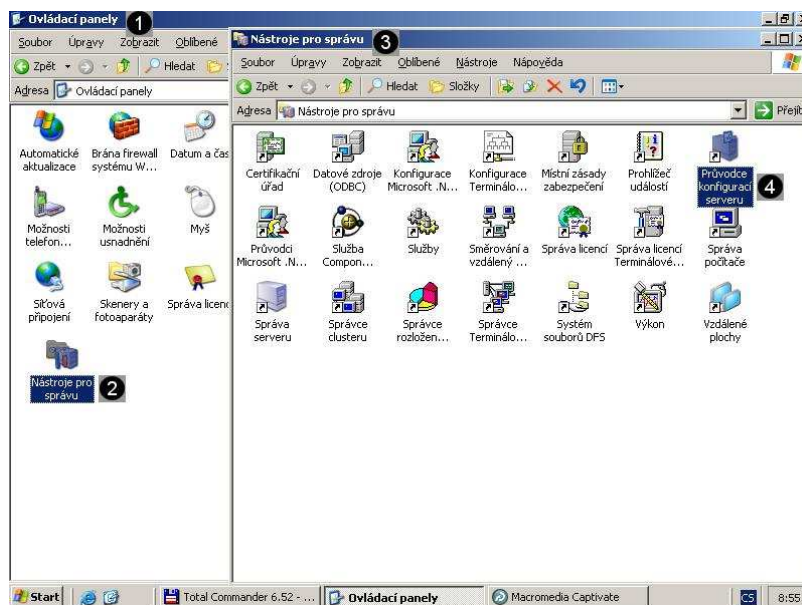 Ovládací panely
1
Soubor Úpravy Zobrazit Oblíbené
Zpět Hledat
Adresa Ovládací panely
Automatické aktualizace
Brána firewall systému W...
Datum a čas
Možnosti telefon...
Možnosti usnadnění
Myš
Síťová připojení
Skenery a fotoaparáty
Správa licenc
Nástroje pro správu
2
Nástroje pro správu
3
Soubor Úpravy Zobrazit Oblíbené Nástroje Nápověda
Zpět Hledat Složky
Adresa Nástroje pro správu Přejít
Certifikační úřad
Datové zdroje (ODBC)
Konfigurace Microsoft .N...
Konfigurace Terminálo...
Místní zásady zabezpečení
Prohlížeč událostí
Průvodce konfigurací serveru
4
Průvodci Microsoft .N...
Služba Compon...
Služby
Směrování a vzdálený ...
Správa licencí
Správa licencí Terminálové...
Správa počítače
Správa serveru
Správce clusteru
Správce rozložen...
Správce Terminálo...
Systém souborů DFS
Výkon
Vzdálené plochy
Start
Total Commander 6.52 - ...
Ovládací panely
Macromedia Captivate
CS
8:55